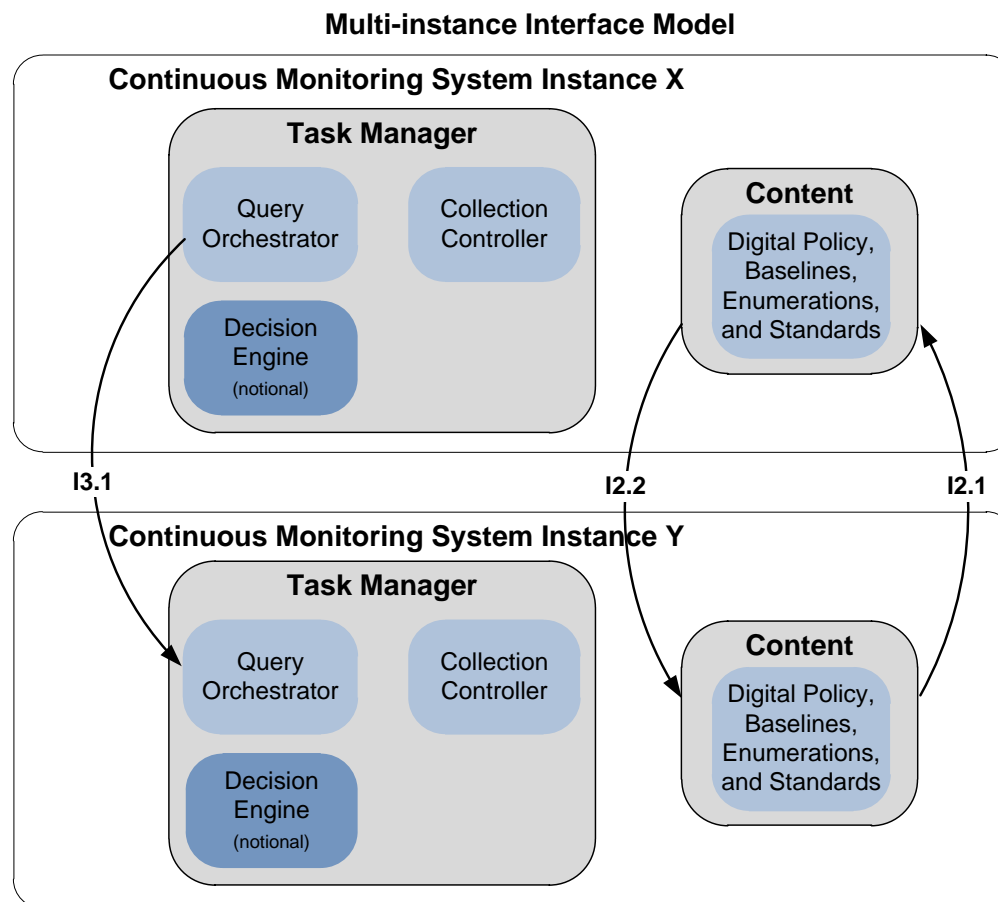 Multi-instance Interface Model
Continuous Monitoring System Instance X
Task Manager
Query
Orchestrator
Collection
Controller
Decision
Engine
(notional)
Content
Digital Policy,
Baselines,
Enumerations,
and Standards
I3.1
I2.2
I2.1
Continuous Monitoring System Instance Y
Task Manager
Query
Orchestrator
Collection
Controller
Decision
Engine
(notional)
Content
Digital Policy,
Baselines,
Enumerations,
and Standards